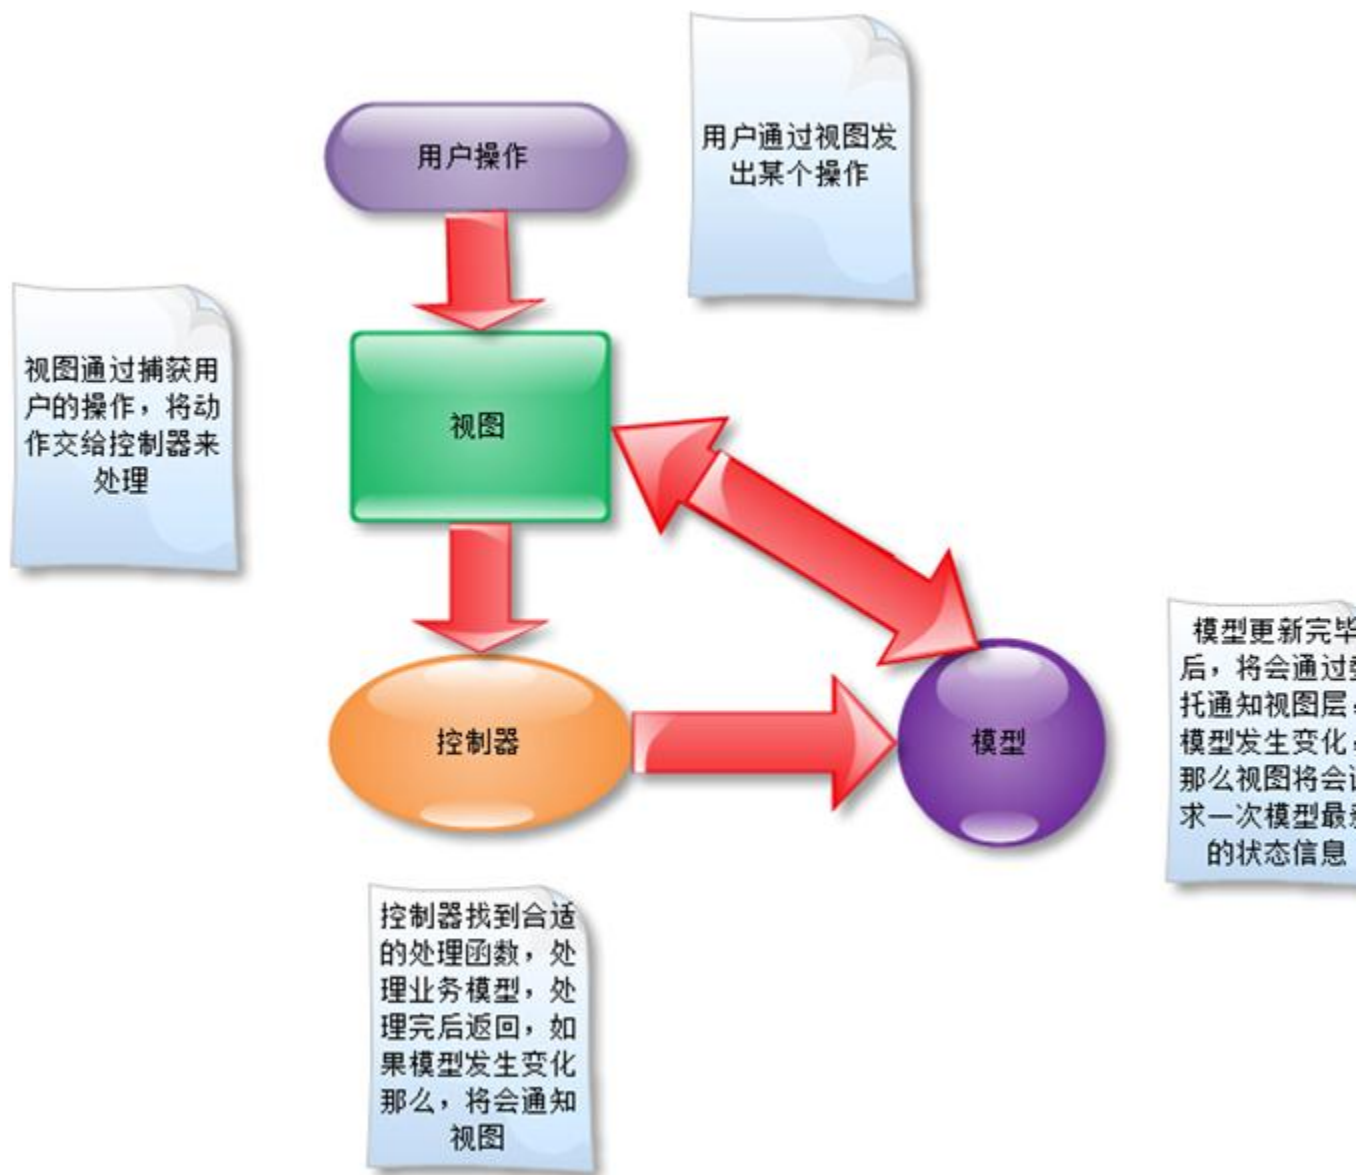 用户操作
用户通过视图发
出某个操作
视图通过捕获用
户的操作，将动
作交给控制器来
处理
视图
控制器
模型
模型更新完毕
后，将会通过
托通知视图层，
模型发生变化，
那么视图将会
求一次模型最
的状态信息
控制器找到合适
的处理函数，处
理业务模型，处
理完后返回，如
果模型发生变化
那么，将会通知
视图